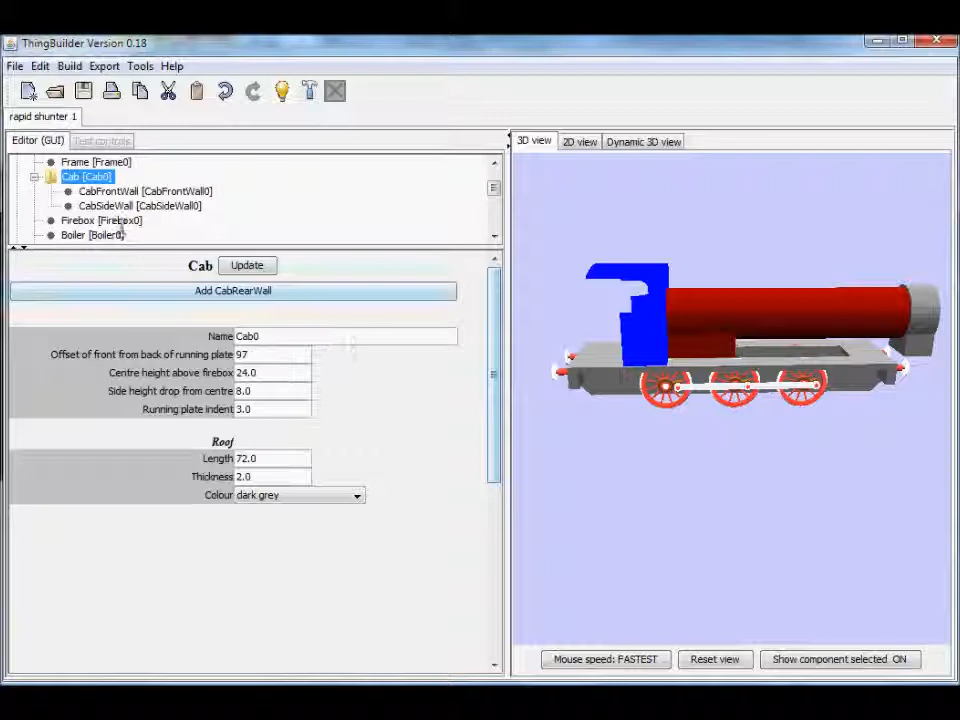 ThingBuilder Version 0.18
File Edit Build Export Tools Help
rapid shunter 1
Editor (GUI) Test controls
3D view 2D view Dynamic 3D view
Frame [Frame0]
Cab [Cab0]
CabFrontWall [CabFrontWall0]
CabSideWall [CabSideWall0]
Firebox [Firebox0]
Boiler [Boiler0]
Cab Update
Add CabRearWall
Name Cab0
Offset of front from back of running plate 97
Centre height above firebox 24.0
Side height drop from centre 8.0
Running plate indent 3.0
Roof
Length 72.0
Thickness 2.0
Colour dark grey
Mouse speed: FASTEST Reset view Show component selected ON